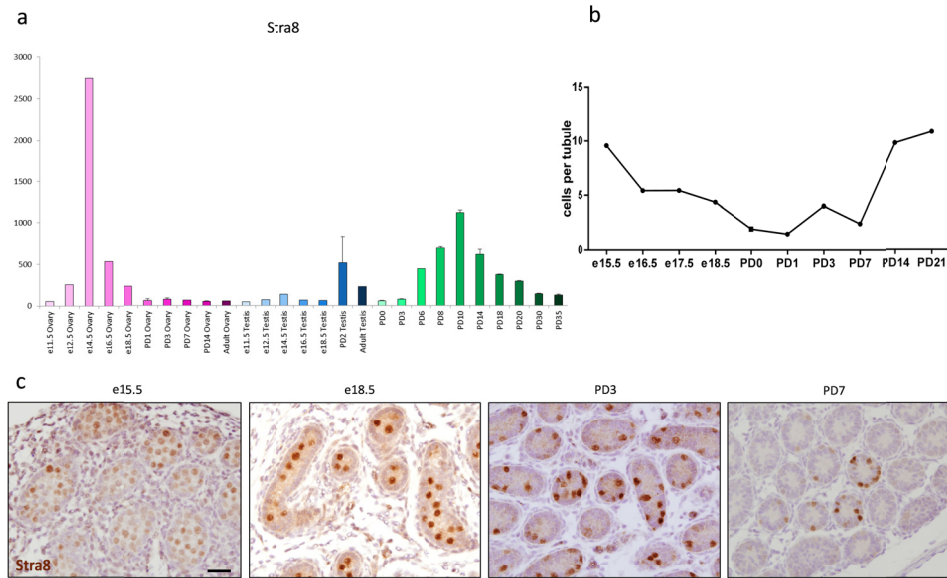 a
Stra8
3000
2500
2000
1500
1000
500
0
e11.5 Ovary
e12.5 Ovary
e14.5 Ovary
e16.5 Ovary
e18.5 Ovary
PD1 Ovary
PD3 Ovary
PD7 Ovary
PD14 Ovary
Adult Ovary
e11.5 Testis
e12.5 Testis
e14.5 Testis
e16.5 Testis
e18.5 Testis
PD2 Testis
Adult Testis
PD0
PD3
PD6
PD8
PD10
PD14
PD18
PD20
PD30
PD35
b
cells per tubule
15
10
5
0
e15.5
e16.5
e17.5
e18.5
PD0
PD1
PD3
PD7
PD14
PD21
c
e15.5
e18.5
PD3
PD7
Stra8